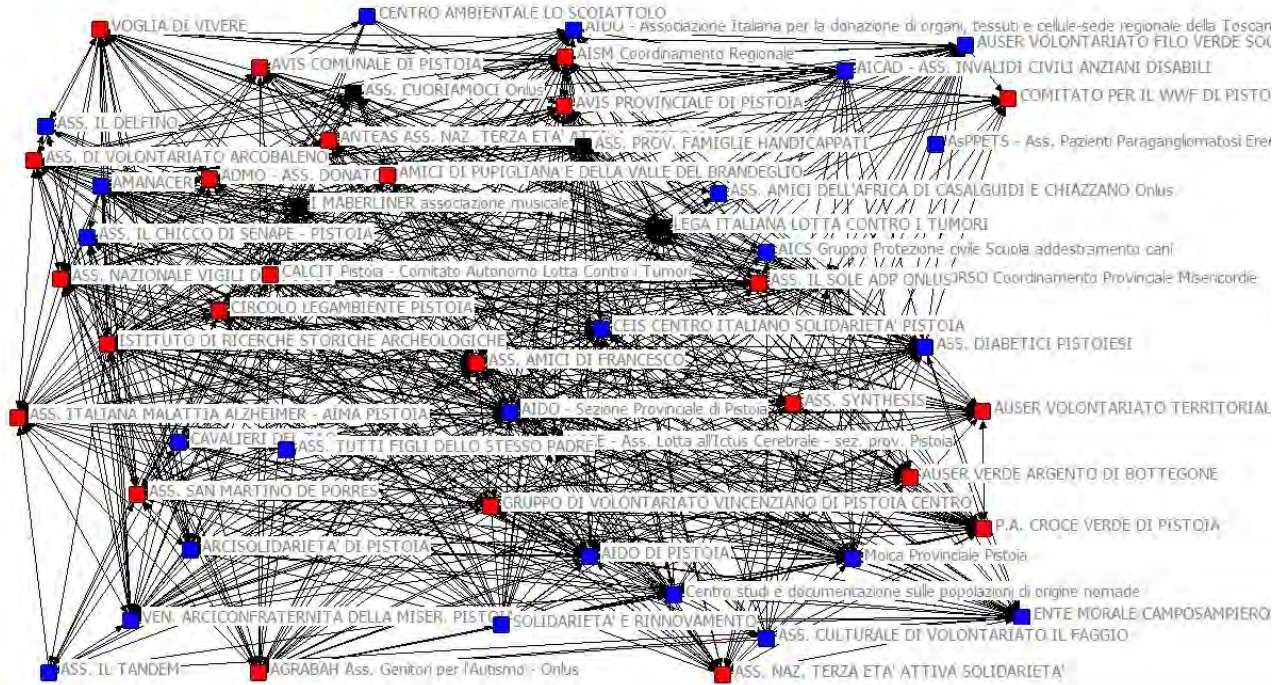 CENTRO AMBIENTALE LO SCOIATTOLO
VOGLIA DI VIVERE
AIDO - Associazione Italiana per la donazione di organi, tessuti e cellule-sede regionale della Toscan
AUSER VOLONTARIATO FILO VERDE SOC
AISM Coordinamento Regionale
AVIS COMUNALE DI PISTOIA
AICAD - ASS. INVALIDI CIVILI ANZIANI DISABILI
ASS. CUORIAMOCI Onlus
COMITATO PER IL WWF DI PISTO
AVIS PROVINCIALE DI PISTOIA
ASS. IL DELFINO
ANTEAS ASS. NAZ. TERZA ETA' ATT
ASS. PROV. FAMIGLIE HANDICAPPATI
AsPPETS - Ass. Pazienti Paragangliomatosi Ere
ASS. DI VOLONTARIATO ARCOBALENO
ADMO - ASS. DONATO
AMICI DI PUPIGLIANA E DELLA VALLE DEL BRANDEGLIO
AMANACER
ASS. AMICI DELL'AFRICA DI CASALGUIDI E CHIAZZANO Onlus
I MABERLINER associazione musicale
LEGA ITALIANA LOTTA CONTRO I TUMORI
ASS. IL CHICCO DI SENAPE - PISTOIA
AICS Gruppo Protezione civile Scuola addestramento cani
ASS. NAZIONALE VIGILI D
CALCIT Pistoia - Comitato Autonomo Lotta Contro i Tumori
ASS. IL SOLE ADP ONLUS
ORSO Coordinamento Provinciale Misericordie
CIRCOLO LEGAMBIENTE PISTOIA
CEIS CENTRO ITALIANO SOLIDARIETA' PISTOIA
ISTITUTO DI RICERCHE STORICHE ARCHEOLOGICHE
ASS. DIABETICI PISTOIESI
ASS. AMICI DI FRANCESCO
ASS. SYNTHESIS
ASS. ITALIANA MALATTIA ALZHEIMER - AIMA PISTOIA
AIDO - Sezione Provinciale di Pistoia
AUSER VOLONTARIATO TERRITORIAL
CAVALIERI DE
ASS. TUTTI FIGLI DELLO STESSO PADRE
E - Ass. Lotta all'Ictus Cerebrale - sez. prov. Pistoia
AUSER VERDE ARGENTO DI BOTTEGONE
ASS. SAN MARTINO DE PORRES
GRUPPO DI VOLONTARIATO VINCENZIANO DI PISTOIA CENTRO
P.A. CROCE VERDE DI PISTOIA
ARCISOLIDARIETA' DI PISTOIA
AIDO DI PISTOIA
Moica Provinciale Pistoia
Centro studi e documentazione sulle popolazioni di origine nomade
VEN. ARCICONFRATERNITA DELLA MISER. PISTOI
SOLIDARIETA' E RINNOVAMENTO
ENTE MORALE CAMPOSAMPIERO
ASS. CULTURALE DI VOLONTARIATO IL FAGGIO
ASS. IL TANDEM
AGRABAH Ass. Genitori per l'Autismo - Onlus
ASS. NAZ. TERZA ETA' ATTIVA SOLIDARIETA'